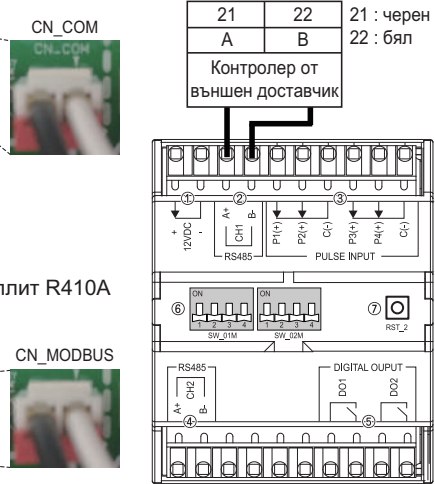 CN_COM
CN_COM
21 22
A B
Контролер от
външен доставчик
21 : черен
22 : бял
① ② ③
+ 12VDC -
A+ CH1 B-
RS485
P1(+) P2(+) C(-) P3(+) P4(+) C(-)
PULSE INPUT
плит R410A
⑥
ON 1 2 3 4
SW_01M
ON 1 2 3 4
SW_02M
⑦
RST_2
CN_MODBUS
RS485
CH2
A+ B-
④
DIGITAL OUPUT
DO1 DO2
⑤